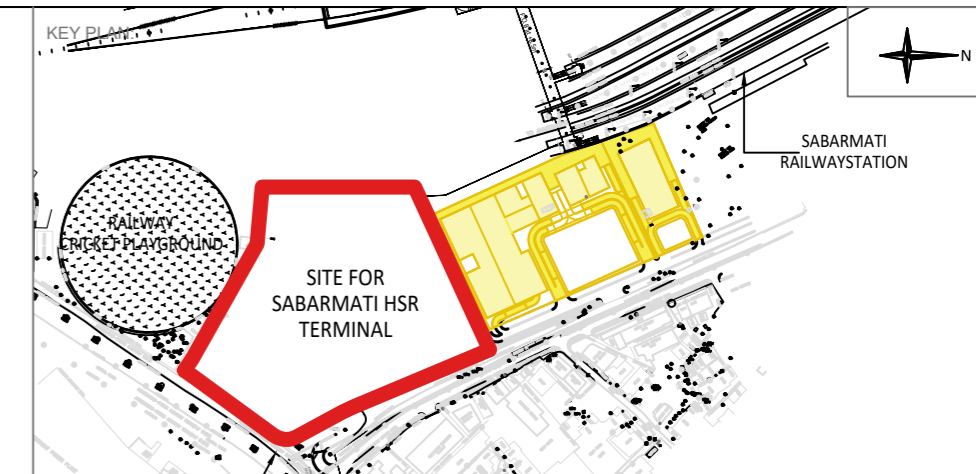 KEY PLAN:
N
SABARMATI
RAILWAYSTATION
RAILWAY
CRICKET PLAYGROUND
SITE FOR
SABARMATI HSR
TERMINAL